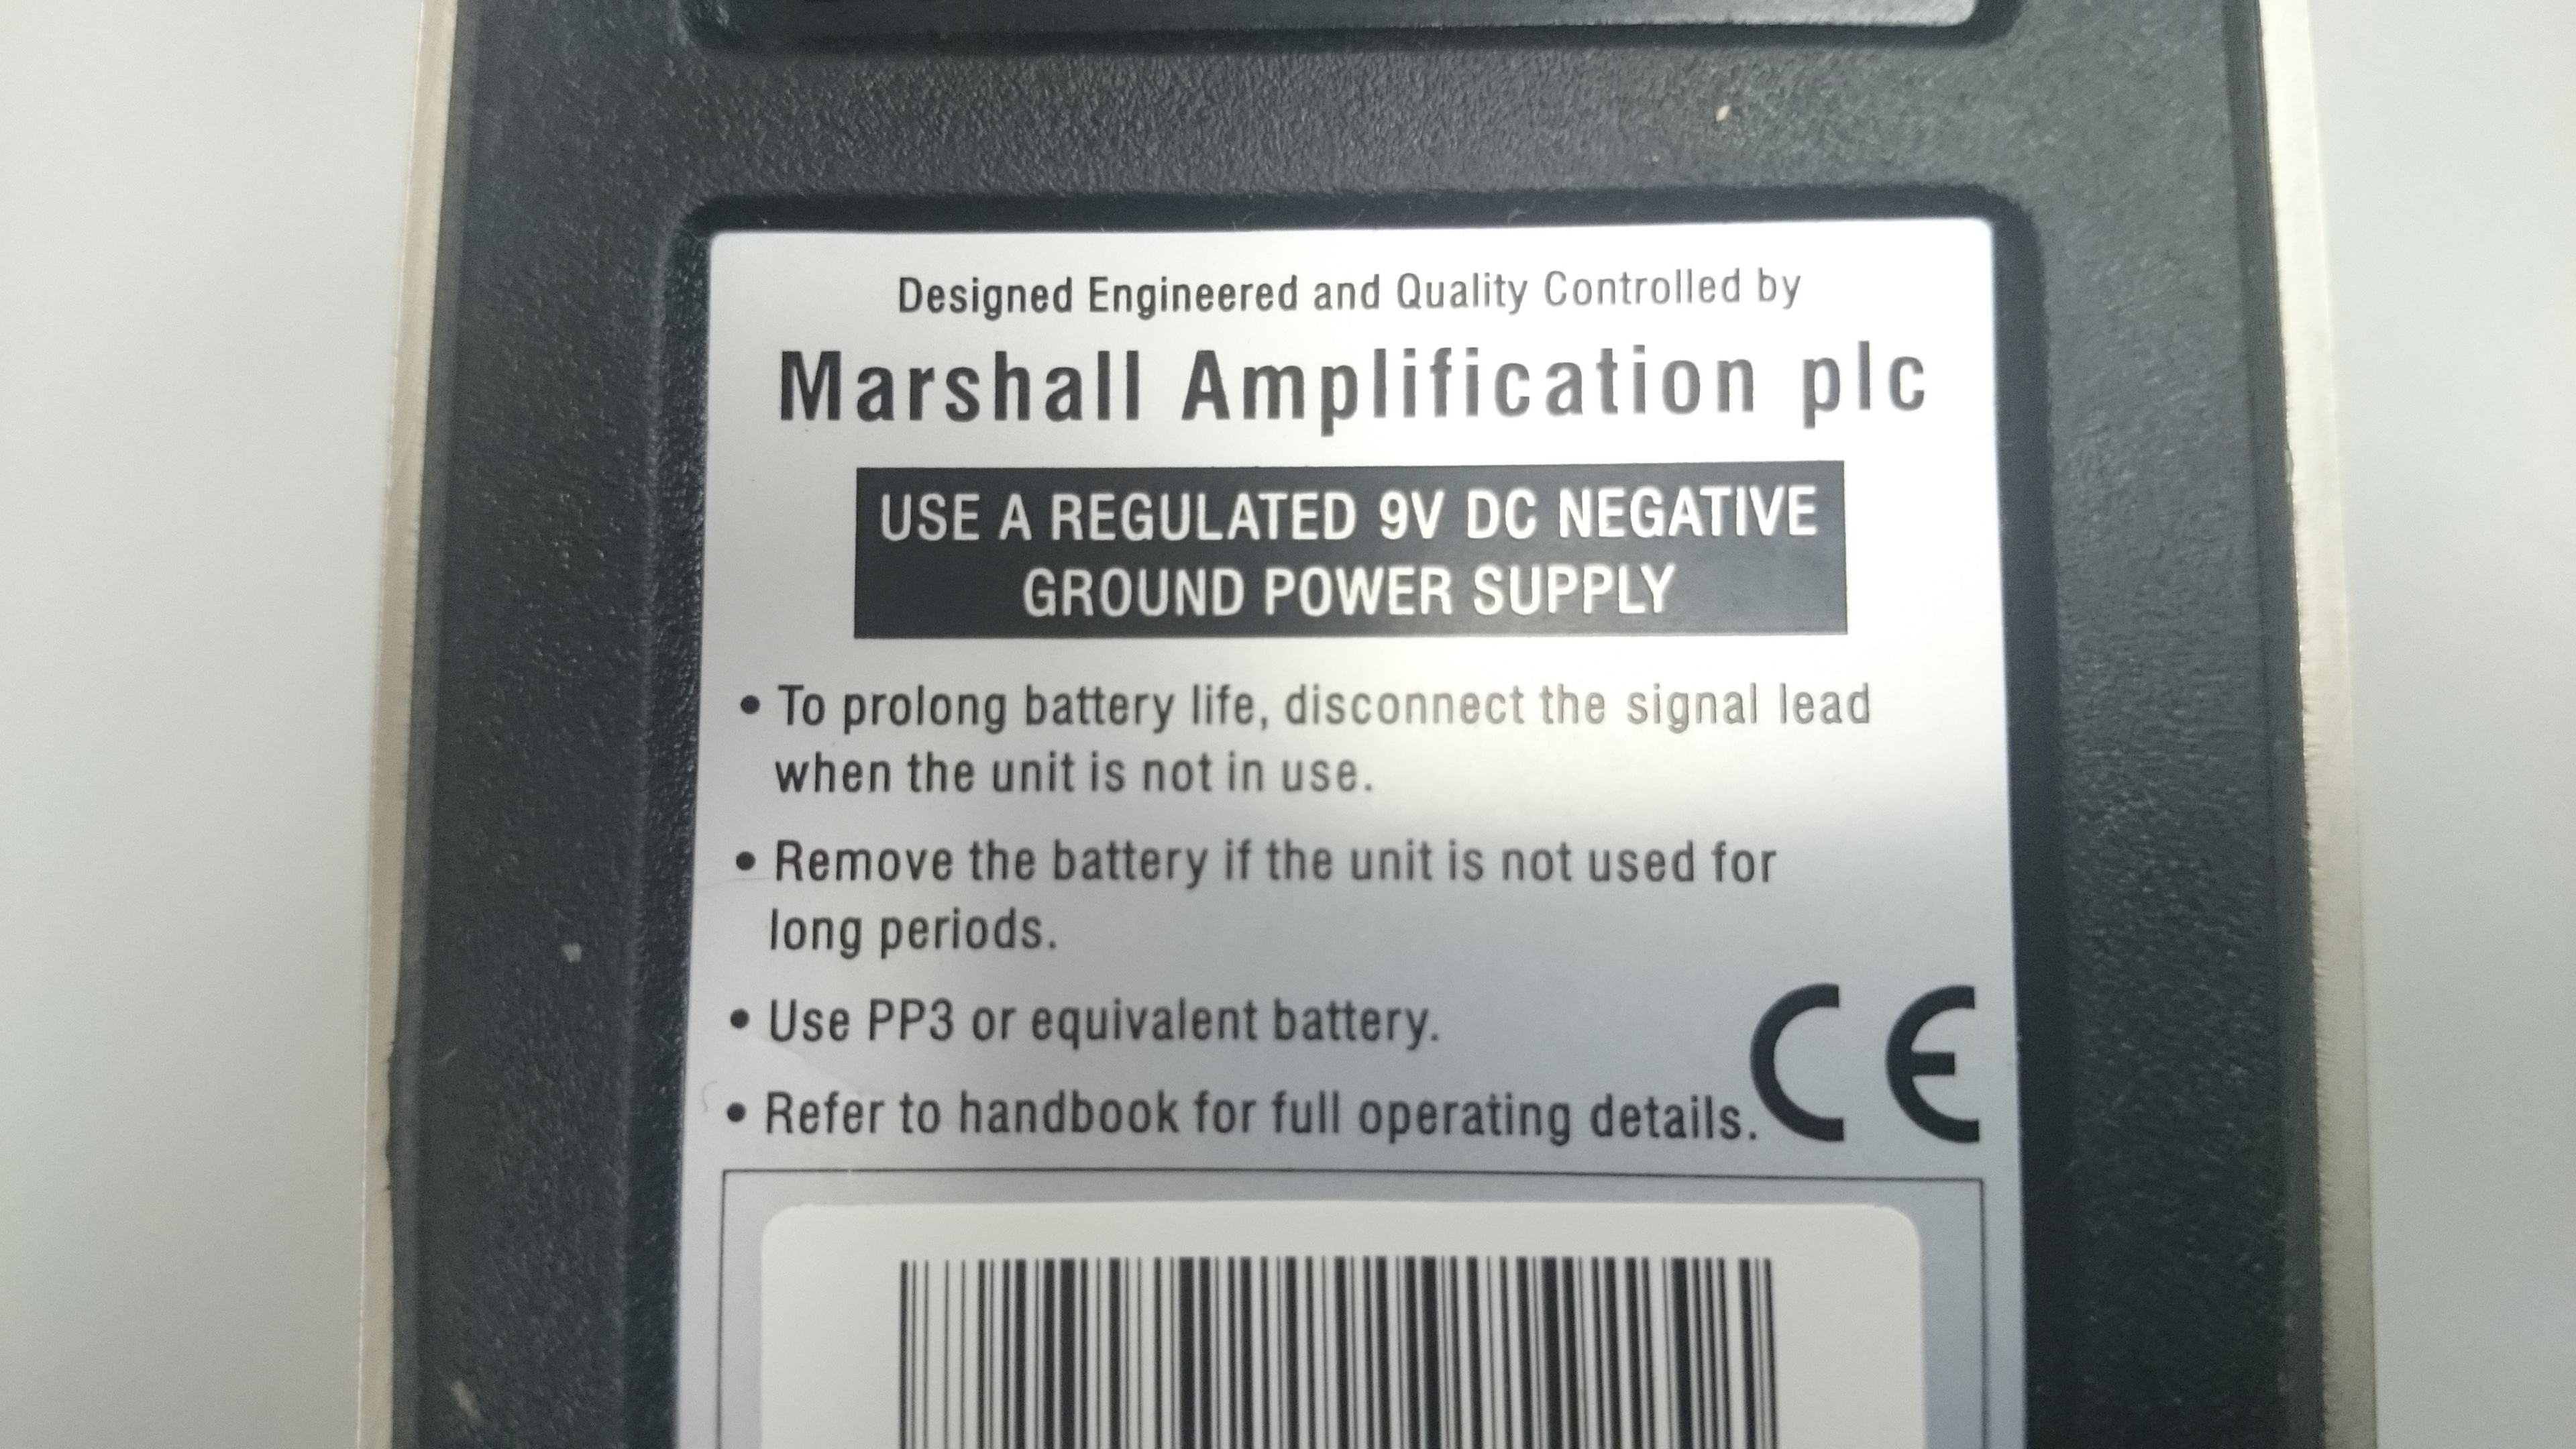 Designed Engineered and Quality Controlled by
Marshall Amplification plc
USE A REGULATED 9V DC NEGATIVE
GROUND POWER SUPPLY
• To prolong battery life, disconnect the signal lead
when the unit is not in use.
• Remove the battery if the unit is not used for
long periods.
• Use PP3 or equivalent battery.
• Refer to handbook for full operating details.
CE